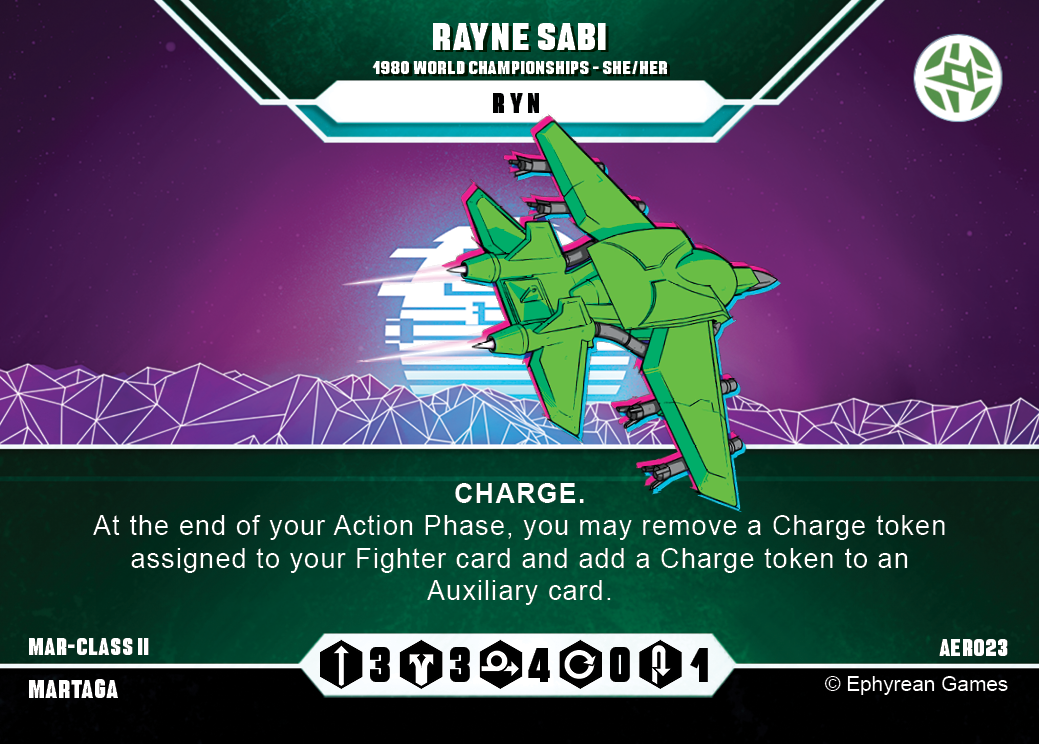 RAYNE SABI
1980 WORLD CHAMPIONSHIPS - SHE/HER
RYN
CHARGE.
At the end of your Action Phase, you may remove a Charge token
assigned to your Fighter card and add a Charge token to an
Auxiliary card.
MAR-CLASS II
3 3 4 0 1
AER023
MARTAGA
© Ephyrean Games